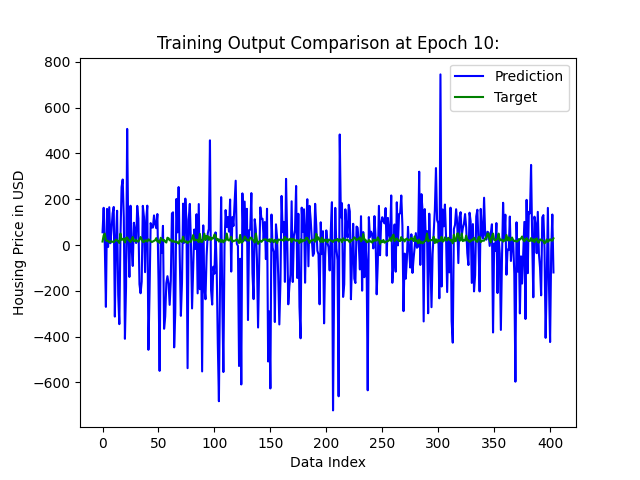 Training Output Comparison at Epoch 10:
Prediction
Target
Housing Price in USD
800
600
400
200
0
−200
−400
−600
0 50 100 150 200 250 300 350 400
Data Index